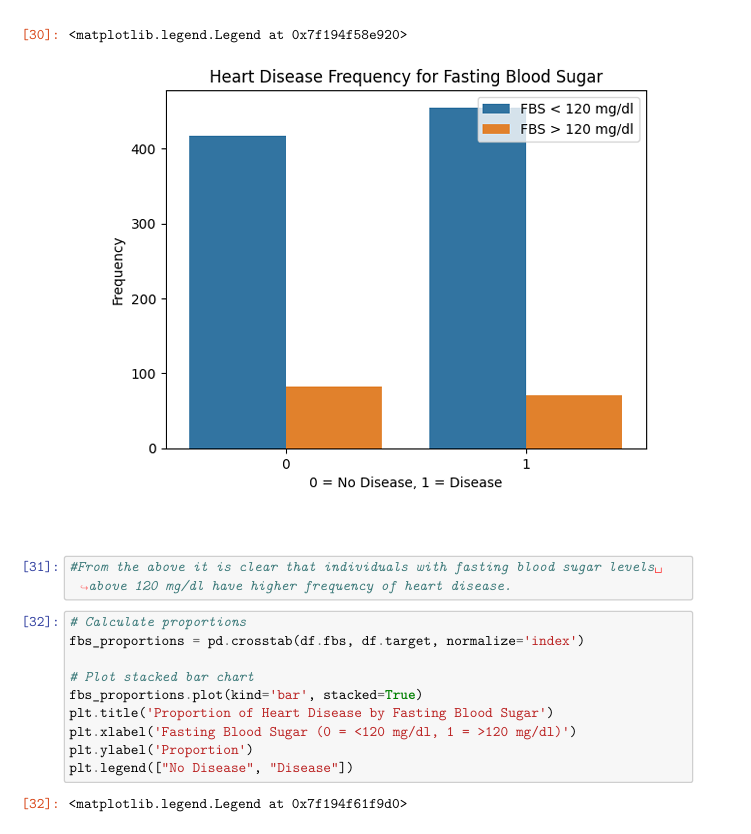 [30]: <matplotlib.legend.Legend at 0x7f194f58e920>
Heart Disease Frequency for Fasting Blood Sugar
FBS < 120 mg/dl
FBS > 120 mg/dl
400
300
200
100
0
Frequency
0 1
0 = No Disease, 1 = Disease
[31]: #From the above it is clear that individuals with fasting blood sugar levels␣
↪above 120 mg/dl have higher frequency of heart disease.
[32]: # Calculate proportions
fbs_proportions = pd.crosstab(df.fbs, df.target, normalize='index')
# Plot stacked bar chart
fbs_proportions.plot(kind='bar', stacked=True)
plt.title('Proportion of Heart Disease by Fasting Blood Sugar')
plt.xlabel('Fasting Blood Sugar (0 = <120 mg/dl, 1 = >120 mg/dl)')
plt.ylabel('Proportion')
plt.legend(["No Disease", "Disease"])
[32]: <matplotlib.legend.Legend at 0x7f194f61f9d0>